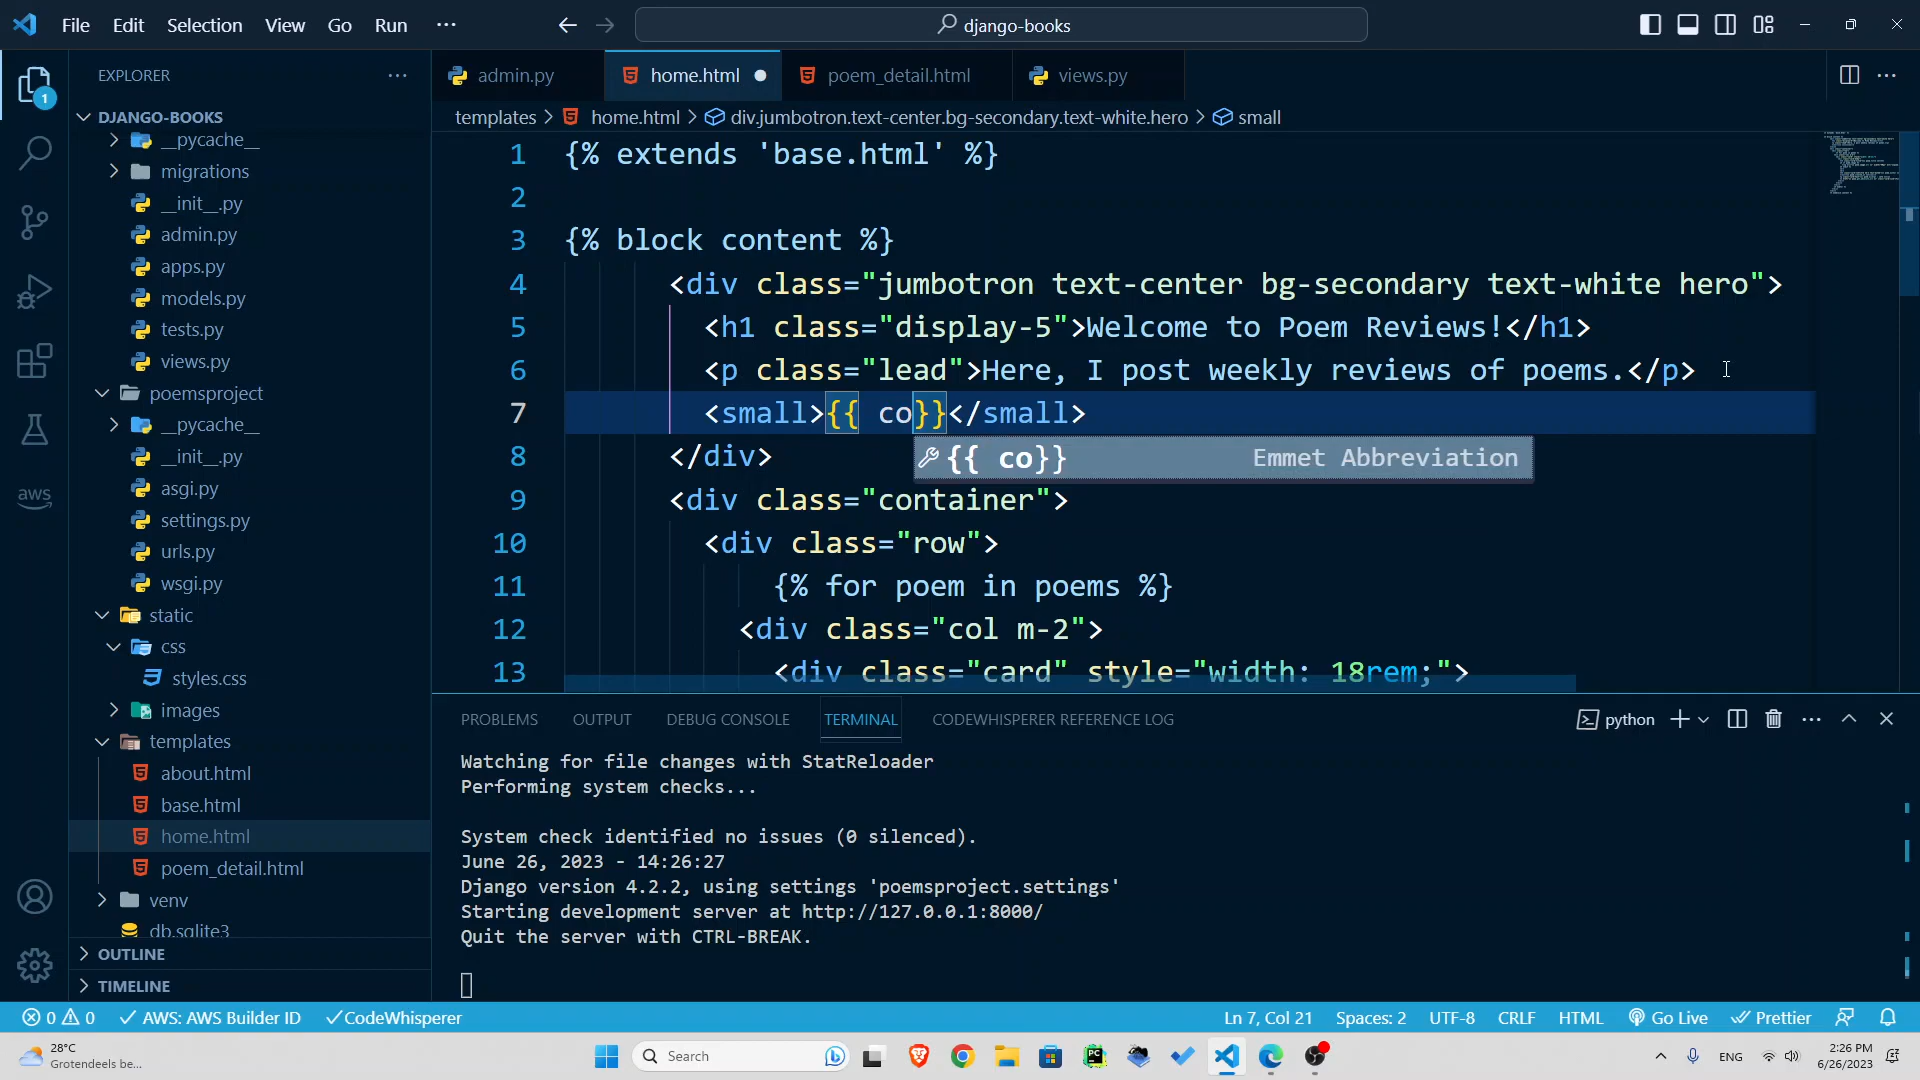 File Edit Selection View Go Run ··· django-books
EXPLORER
DJANGO-BOOKS
__pycache__
migrations
__init__.py
admin.py
apps.py
models.py
tests.py
views.py
poemsproject
__pycache__
__init__.py
asgi.py
settings.py
urls.py
wsgi.py
static
css
styles.css
images
templates
about.html
base.html
home.html
poem_detail.html
venv
db.sqlite3
OUTLINE
TIMELINE
1
admin.py home.html poem_detail.html views.py
templates > home.html > div.jumbotron.text-center.bg-secondary.text-white.hero > small
1 {% extends 'base.html' %}
2
3 {% block content %}
4 <div class="jumbotron text-center bg-secondary text-white hero">
5 <h1 class="display-5">Welcome to Poem Reviews!</h1>
6 <p class="lead">Here, I post weekly reviews of poems.</p>
7 <small>{{ co}}</small>
{{ co}} Emmet Abbreviation
8 </div>
9 <div class="container">
10 <div class="row">
11 {% for poem in poems %}
12 <div class="col m-2">
13 <div class="card" style="width: 18rem;">
PROBLEMS OUTPUT DEBUG CONSOLE TERMINAL CODEWHISPERER REFERENCE LOG python
Watching for file changes with StatReloader
Performing system checks...
System check identified no issues (0 silenced).
June 26, 2023 - 14:26:27
Django version 4.2.2, using settings 'poemsproject.settings'
Starting development server at http://127.0.0.1:8000/
Quit the server with CTRL-BREAK.
aws
0 0 AWS: AWS Builder ID CodeWhisperer Ln 7, Col 21 Spaces: 2 UTF-8 CRLF HTML Go Live Prettier
28°C
Grotendeels be...
Search
ENG
2:26 PM
6/26/2023